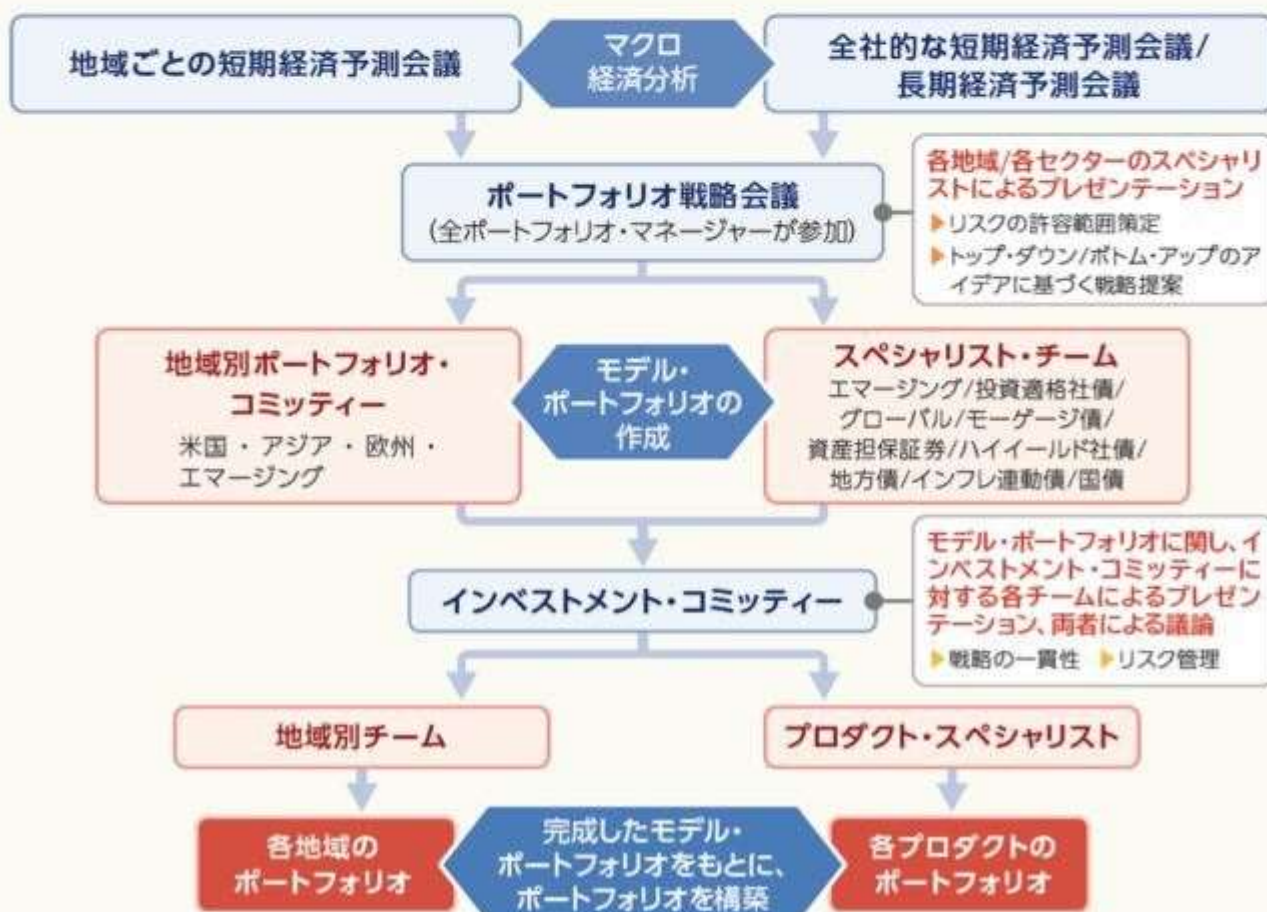 地域ごとの短期経済予測会議
マクロ
経済分析
全社的な短期経済予測会議/
長期経済予測会議
ポートフォリオ戦略会議
(全ポートフォリオ・マネージャーが参加)
各地域/各セクターのスペシャリ
ストによるプレゼンテーション
▶リスクの許容範囲策定
▶トップ・ダウン/ボトム・アップのア
イデアに基づく戦略提案
地域別ポートフォリオ・
コミッティー
米国・アジア・欧州・
エマージング
モデル・
ポートフォリオの
作成
スペシャリスト・チーム
エマージング/投資適格社債/
グローバル/モーゲージ債/
資産担保証券/ハイイールド社債/
地方債/インフレ連動債/国債
インベストメント・コミッティー
モデル・ポートフォリオに関し、イ
ンベストメント・コミッティーに
対する各チームによるプレゼン
テーション、両者による議論
▶戦略の一貫性 ▶リスク管理
地域別チーム
プロダクト・スペシャリスト
各地域の
ポートフォリオ
完成したモデル・
ポートフォリオをもとに、
ポートフォリオを構築
各プロダクトの
ポートフォリオ